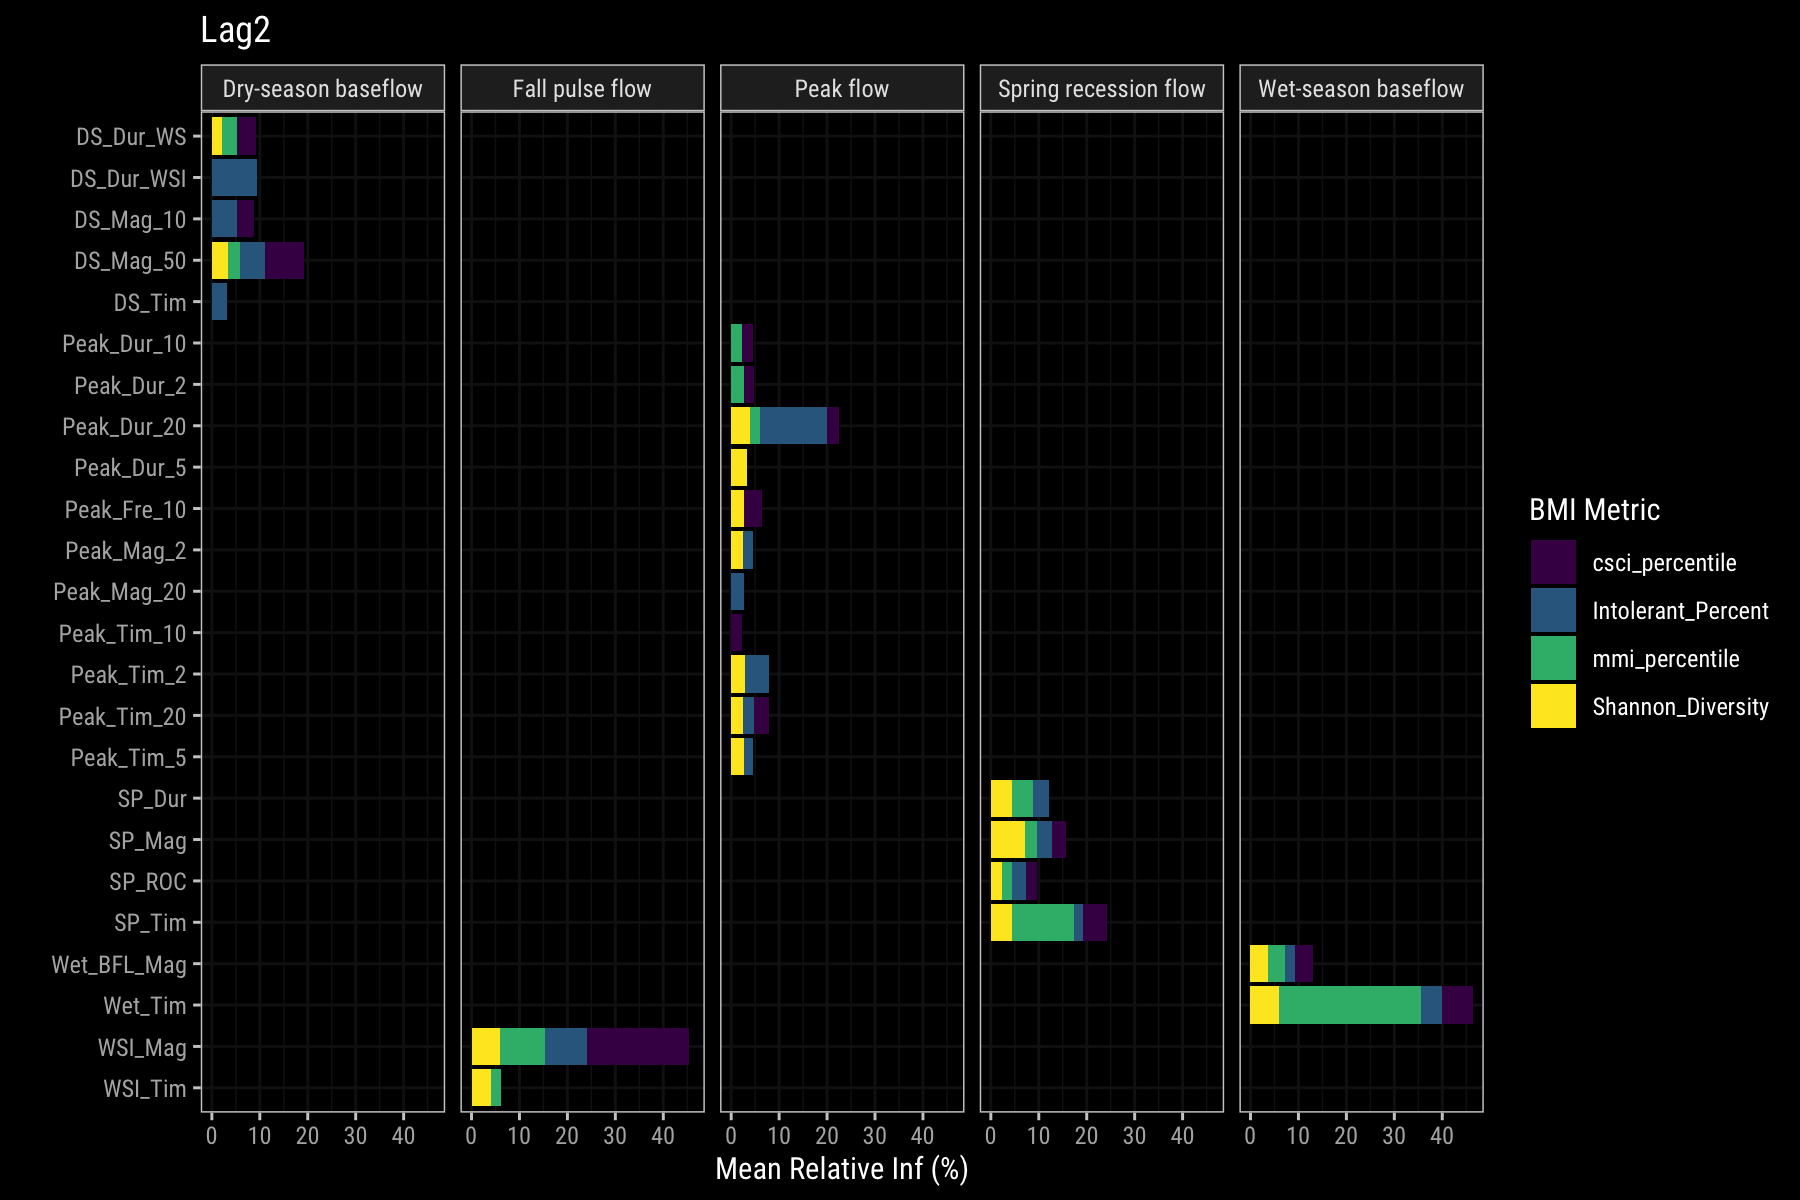 Lag2
Dry-season baseflow
Fall pulse flow
Peak flow
Spring recession flow
Wet-season baseflow
DS_Dur_WS
DS_Dur_WSI
DS_Mag_10
DS_Mag_50
DS_Tim
Peak_Dur_10
Peak_Dur_2
Peak_Dur_20
Peak_Dur_5
Peak_Fre_10
Peak_Mag_2
Peak_Mag_20
Peak_Tim_10
Peak_Tim_2
Peak_Tim_20
Peak_Tim_5
SP_Dur
SP_Mag
SP_ROC
SP_Tim
Wet_BFL_Mag
Wet_Tim
WSI_Mag
WSI_Tim
0 10 20 30 40
0 10 20 30 40
0 10 20 30 40
0 10 20 30 40
0 10 20 30 40
Mean Relative Inf (%)
BMI Metric
csci_percentile
Intolerant_Percent
mmi_percentile
Shannon_Diversity